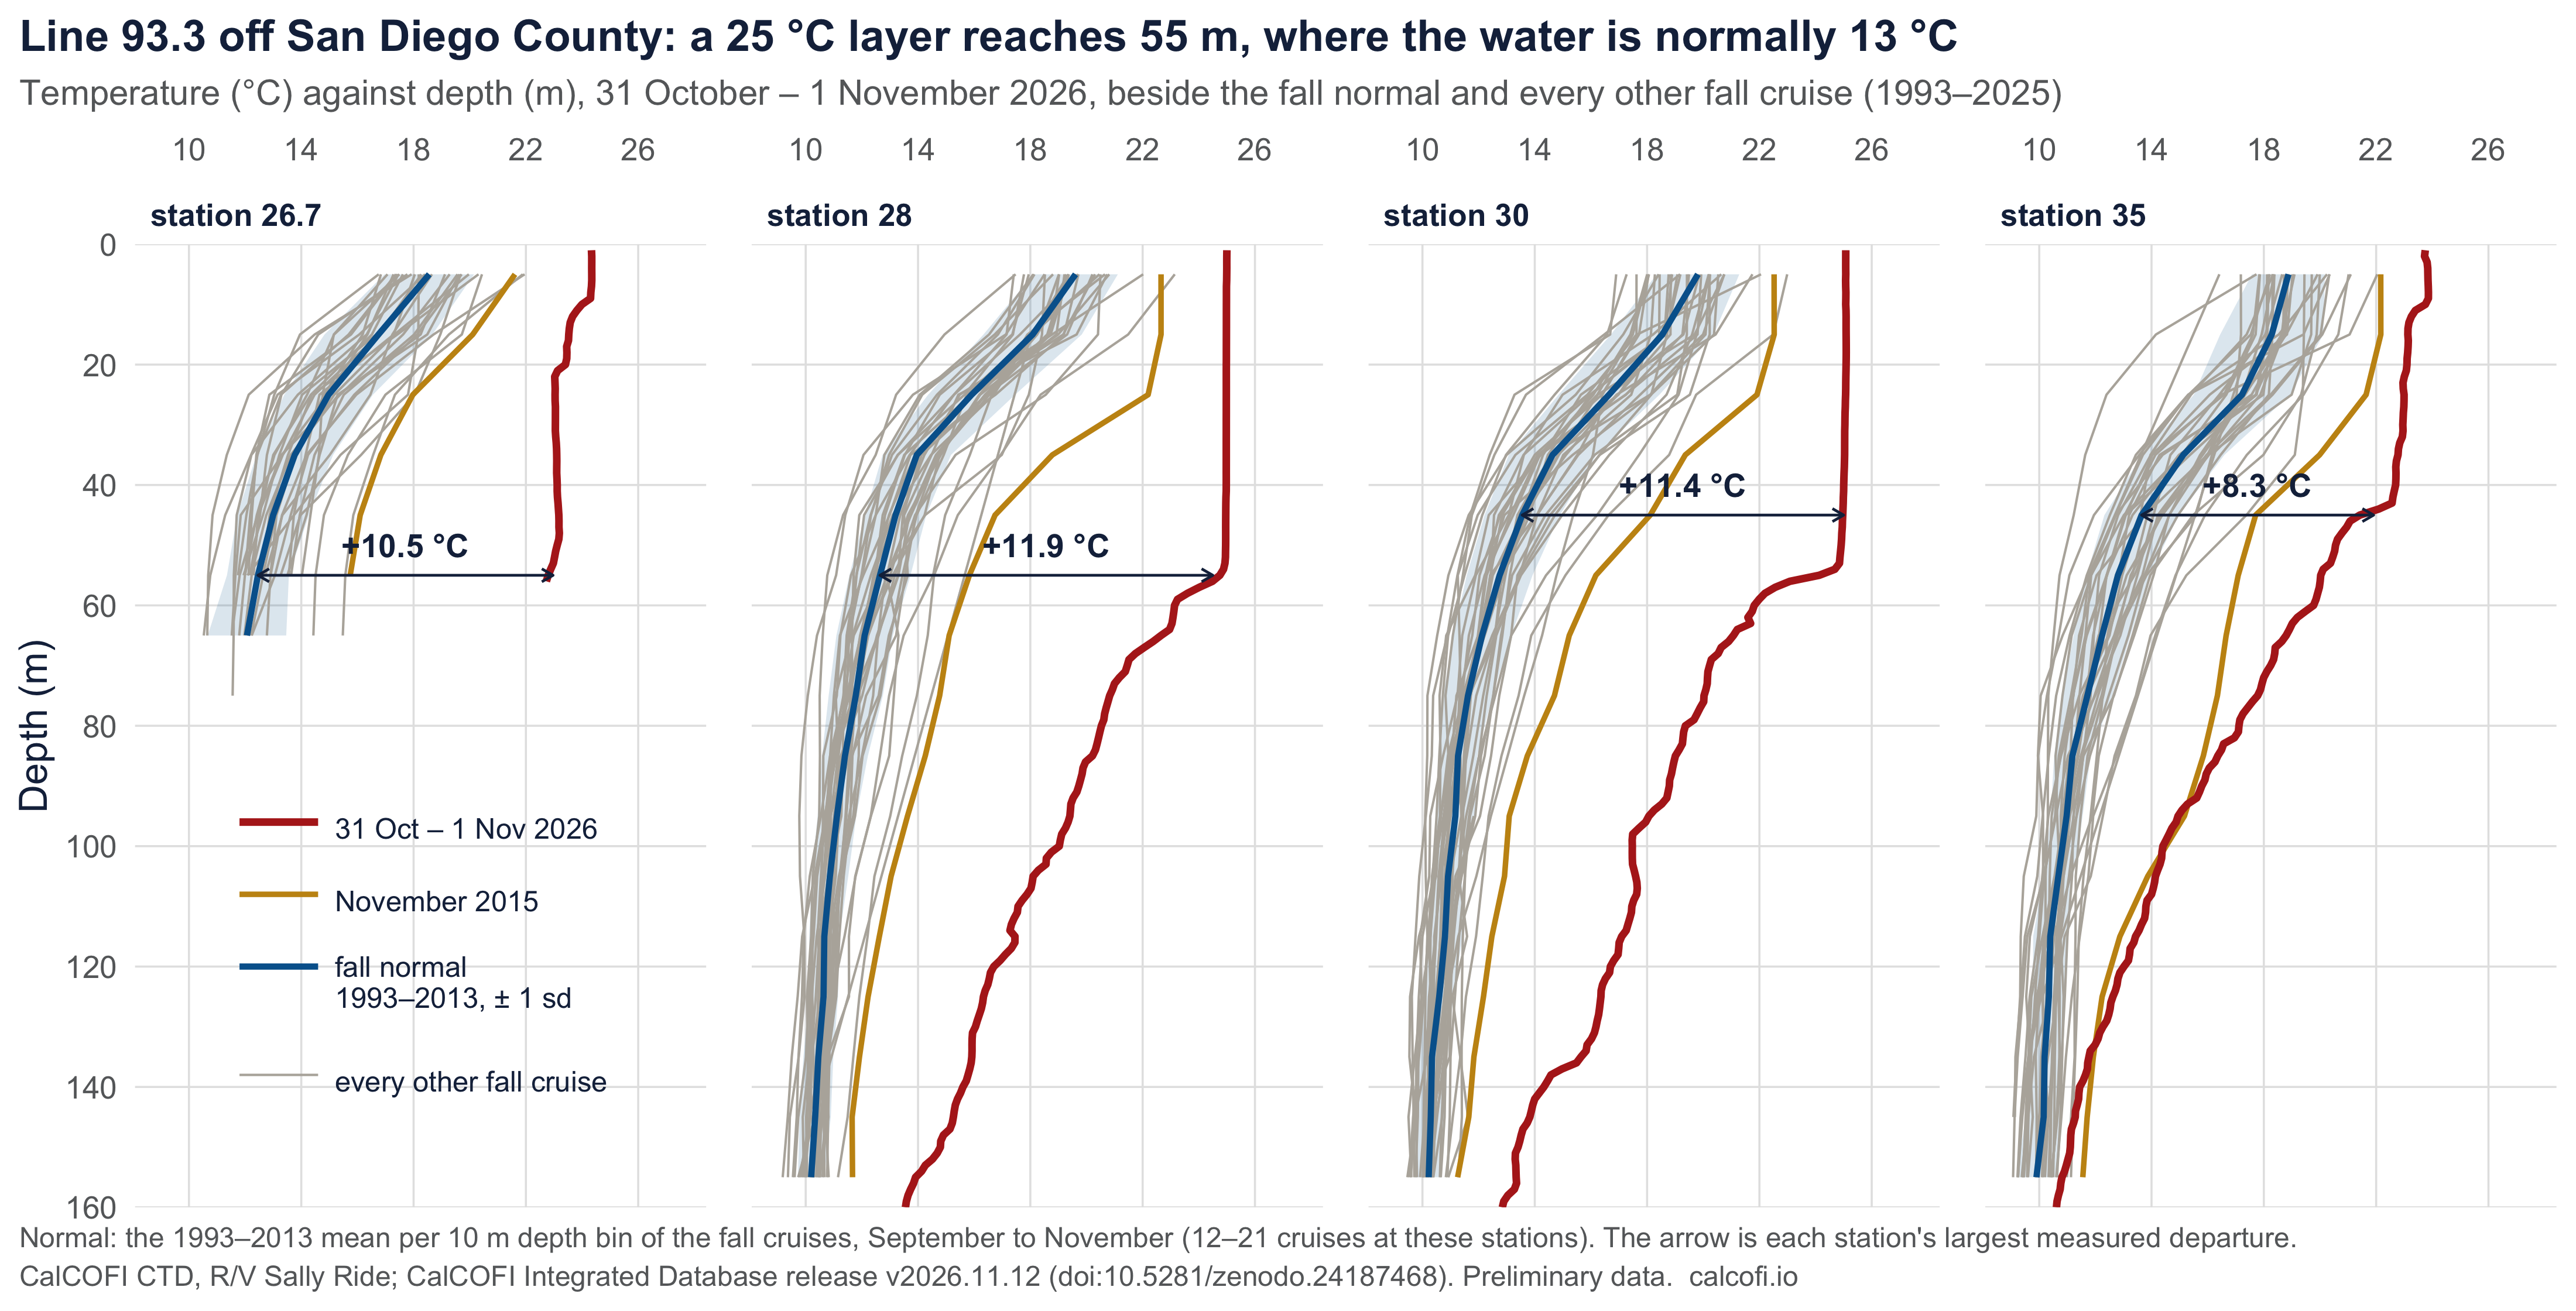 Line 93.3 off San Diego County: a 25 °C layer reaches 55 m, where the water is normally 13 °C
Temperature (°C) against depth (m), 31 October – 1 November 2026, beside the fall normal and every other fall cruise (1993–2025)
10 14 18 22 26 10 14 18 22 26 10 14 18 22 26 10 14 18 22 26
station 26.7 station 28 station 30 station 35
0
20
40
+11.4 °C +8.3 °C
+10.5 °C +11.9 °C
60
Depth (m)
80
31 Oct – 1 Nov 2026
100
November 2015
120
fall normal
1993–2013, ± 1 sd
140
every other fall cruise
160
Normal: the 1993–2013 mean per 10 m depth bin of the fall cruises, September to November (12–21 cruises at these stations). The arrow is each station's largest measured departure.
CalCOFI CTD, R/V Sally Ride; CalCOFI Integrated Database release v2026.11.12 (doi:10.5281/zenodo.24187468). Preliminary data. calcofi.io